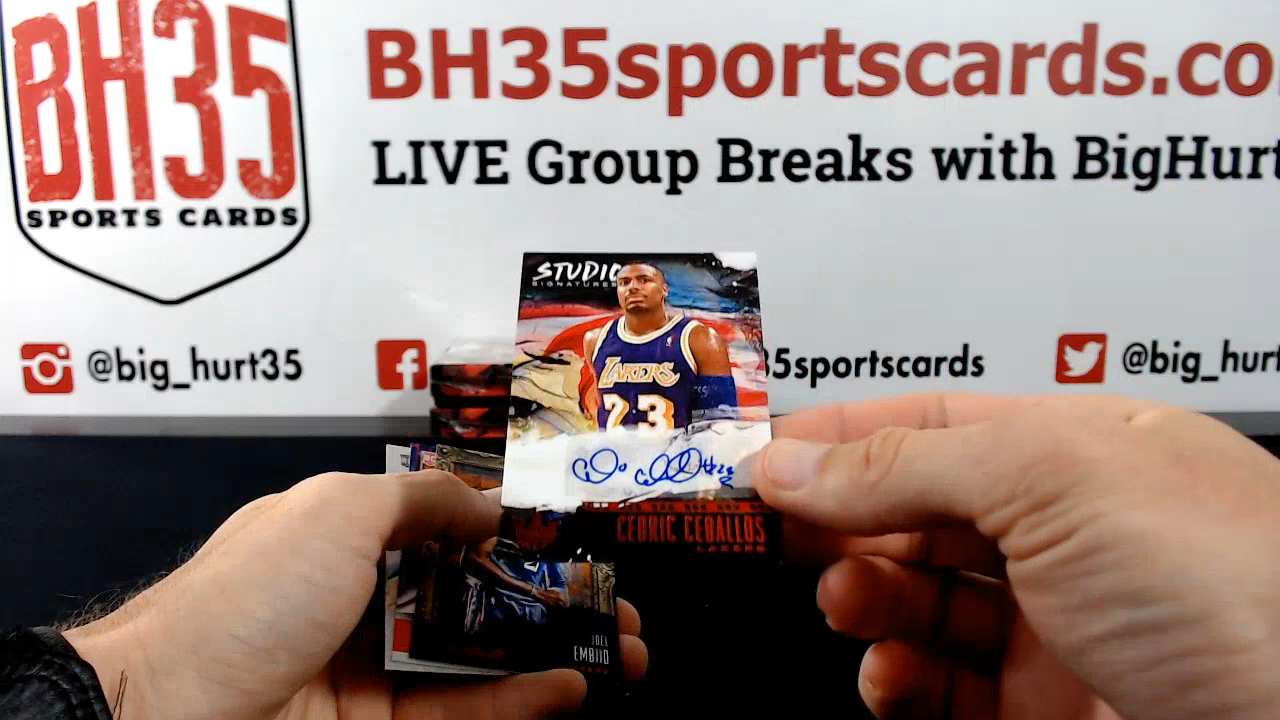 BH35
SPORTS CARDS
BH35sportscards.co
LIVE Group Breaks with BigHurt
@big_hurt35
35sportscards
@big_hurt
STUDIO
SIGNATURES
LAKERS
23
CEDRIC CEBALLOS
LAKERS
JOEL
EMBIID